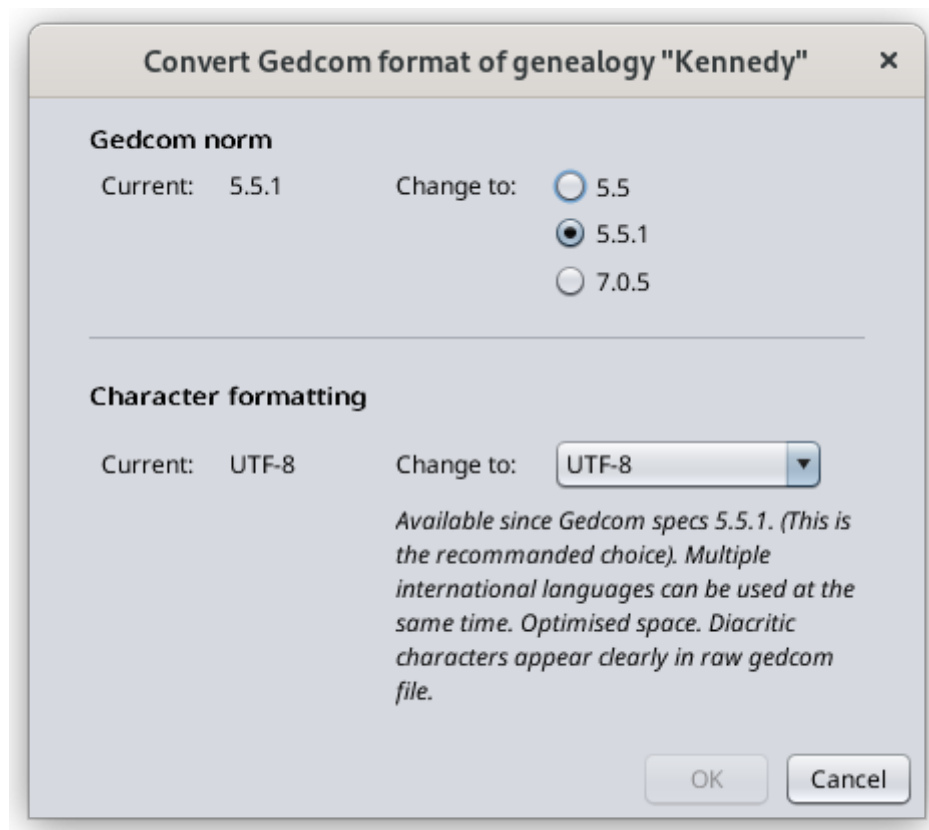 Convert Gedcom format of genealogy "Kennedy"
Gedcom norm
Current: 5.5.1 Change to: 5.5
5.5.1
7.0.5
Character formatting
Current: UTF-8 Change to: UTF-8
Available since Gedcom specs 5.5.1. (This is
the recommanded choice). Multiple
international languages can be used at the
same time. Optimised space. Diacritic
characters appear clearly in raw gedcom
file.
OK Cancel